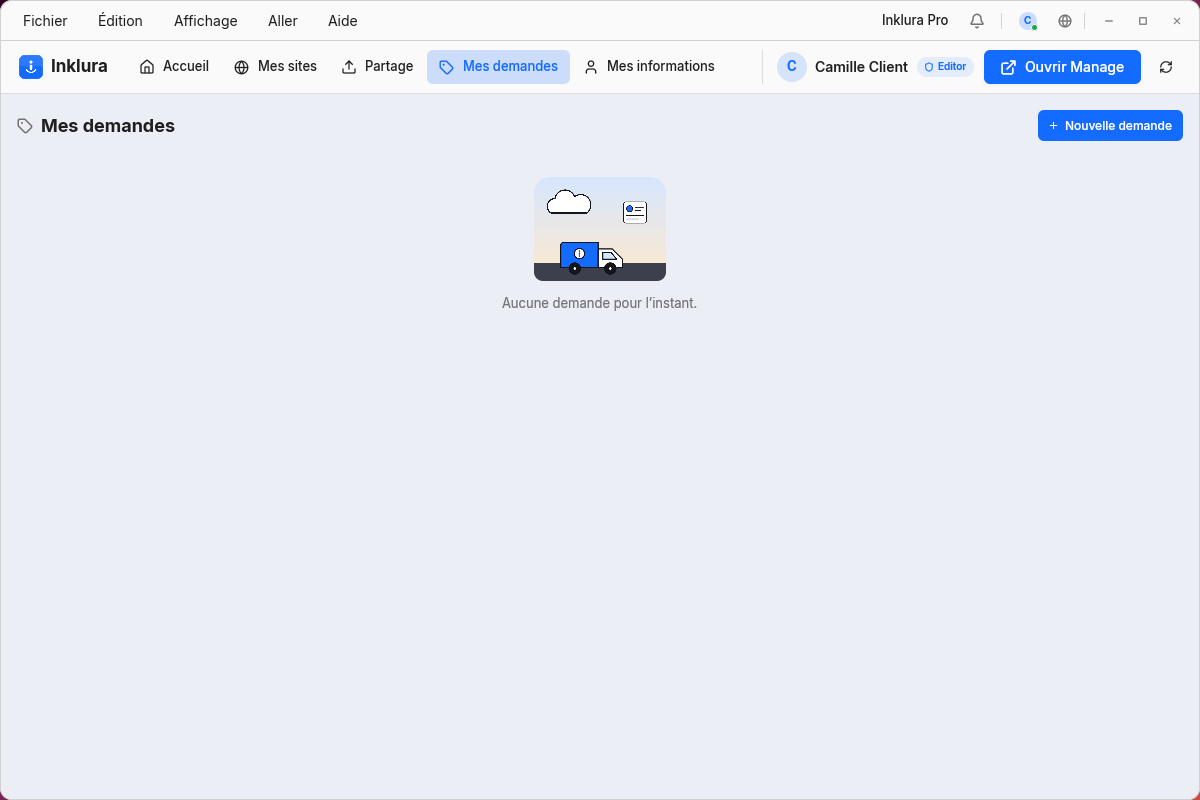 Fichier Édition Affichage Aller Aide Inklura Pro C
Inklura Accueil Mes sites Partage Mes demandes Mes informations C Camille Client Editor Ouvrir Manage
Mes demandes + Nouvelle demande
Aucune demande pour l'instant.